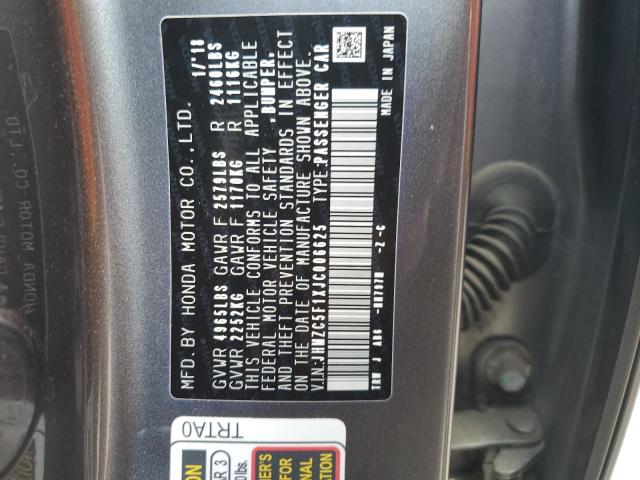 MFD. BY HONDA MOTOR CO., LTD. 1/'18
GVWR 4965LBS GAWR F 2579LBS R 2460LBS
GVWR 2252KG GAWR F 1170KG R 1116KG
THIS VEHICLE CONFORMS TO ALL APPLICABLE
FEDERAL MOTOR VEHICLE SAFETY ,BUMPER,
AND THEFT PREVENTION STANDARDS IN EFFECT
ON THE DATE OF MANUFACTURE SHOWN ABOVE.
V.I.N.:JHMZC5F1XJC006625 TYPE:PASSENGER CAR
MADE IN JAPAN
TRTA0